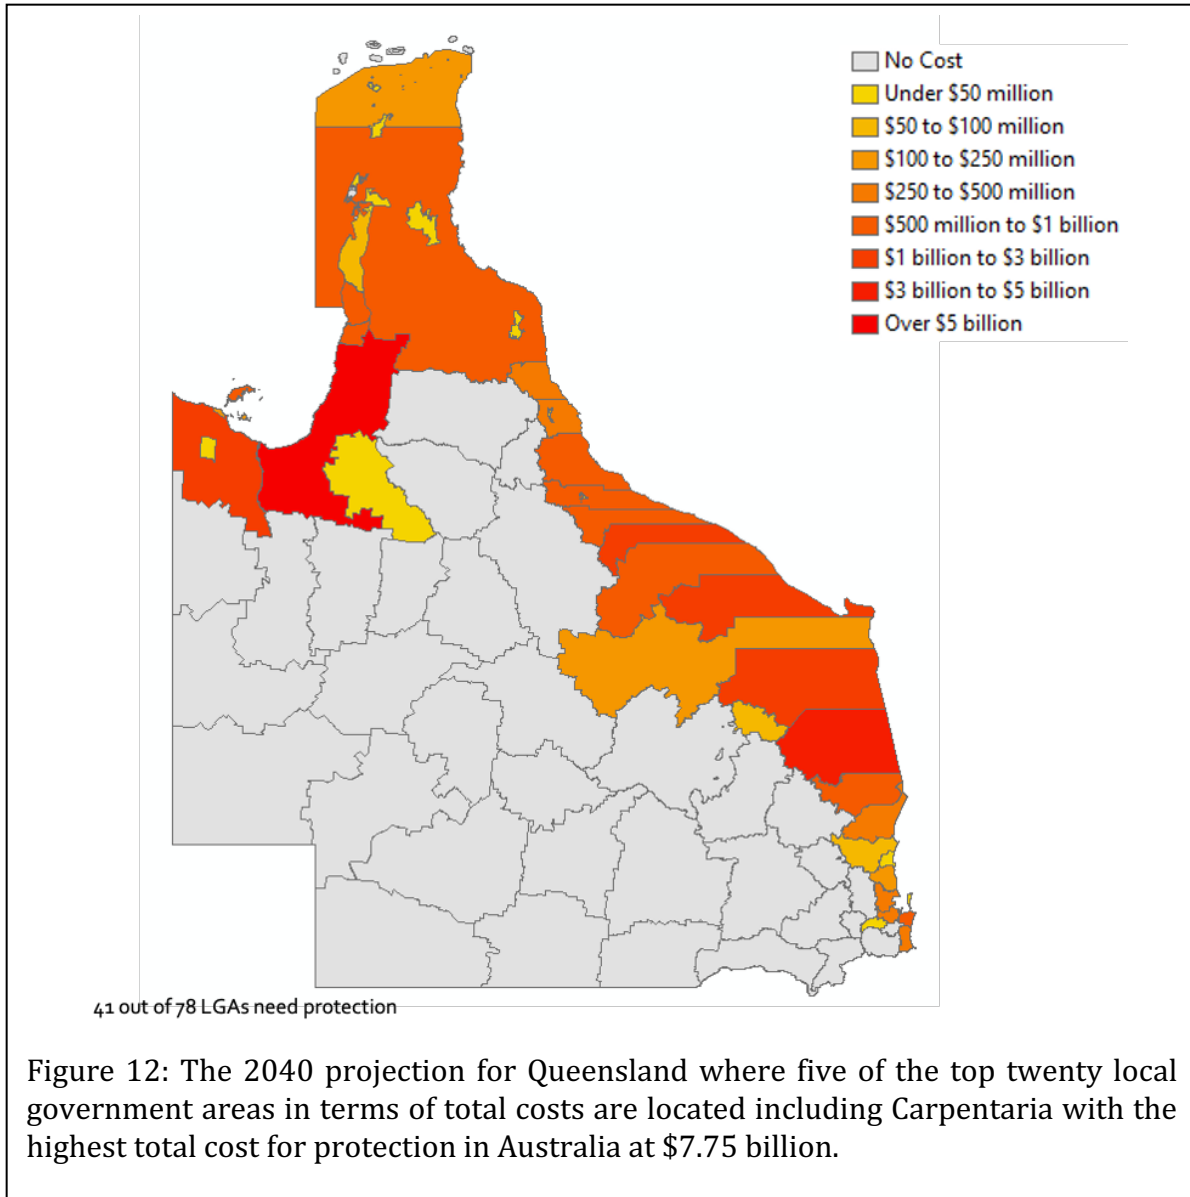 No Cost
Under $50 million
$50 to $100 million
$100 to $250 million
$250 to $500 million
$500 million to $1 billion
$1 billion to $3 billion
$3 billion to $5 billion
Over $5 billion
41 out of 78 LGAs need protection
Figure 12: The 2040 projection for Queensland where five of the top twenty local
government areas in terms of total costs are located including Carpentaria with the
highest total cost for protection in Australia at $7.75 billion.